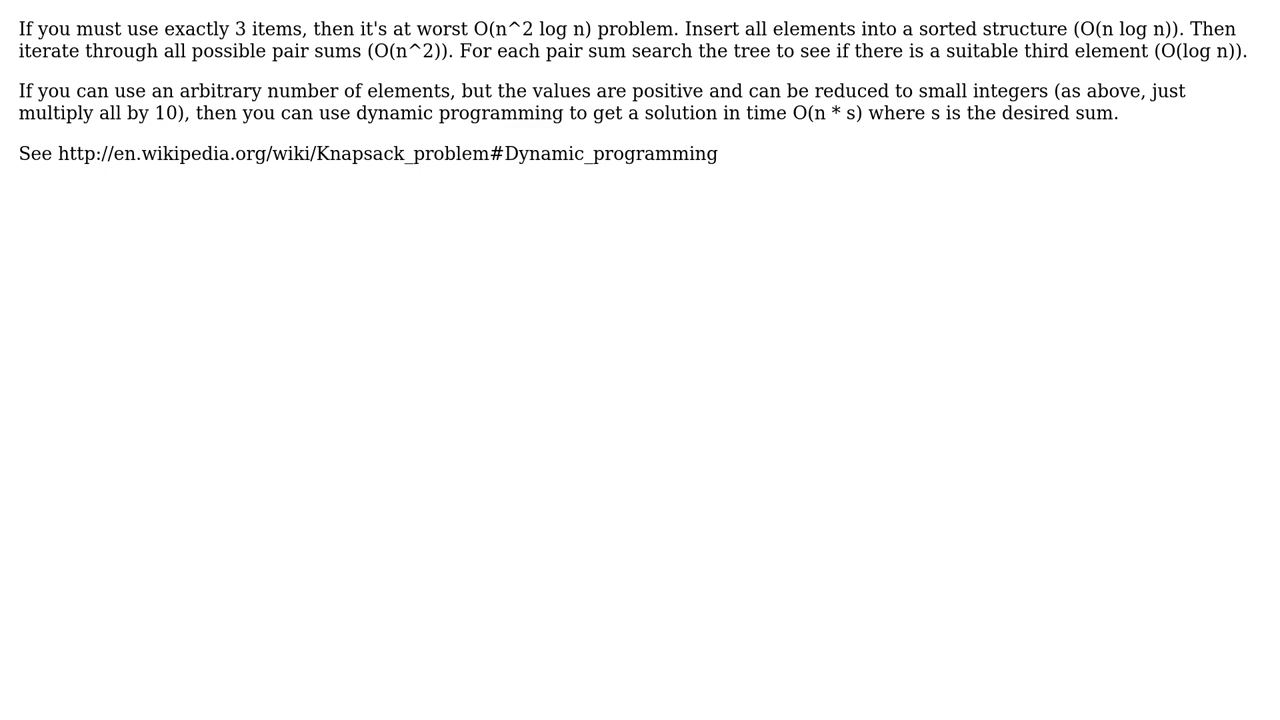 If you must use exactly 3 items, then it's at worst O(n^2 log n) problem. Insert all elements into a sorted structure (O(n log n)). Then
iterate through all possible pair sums (O(n^2)). For each pair sum search the tree to see if there is a suitable third element (O(log n)).
If you can use an arbitrary number of elements, but the values are positive and can be reduced to small integers (as above, just
multiply all by 10), then you can use dynamic programming to get a solution in time O(n * s) where s is the desired sum.
See http://en.wikipedia.org/wiki/Knapsack_problem#Dynamic_programming